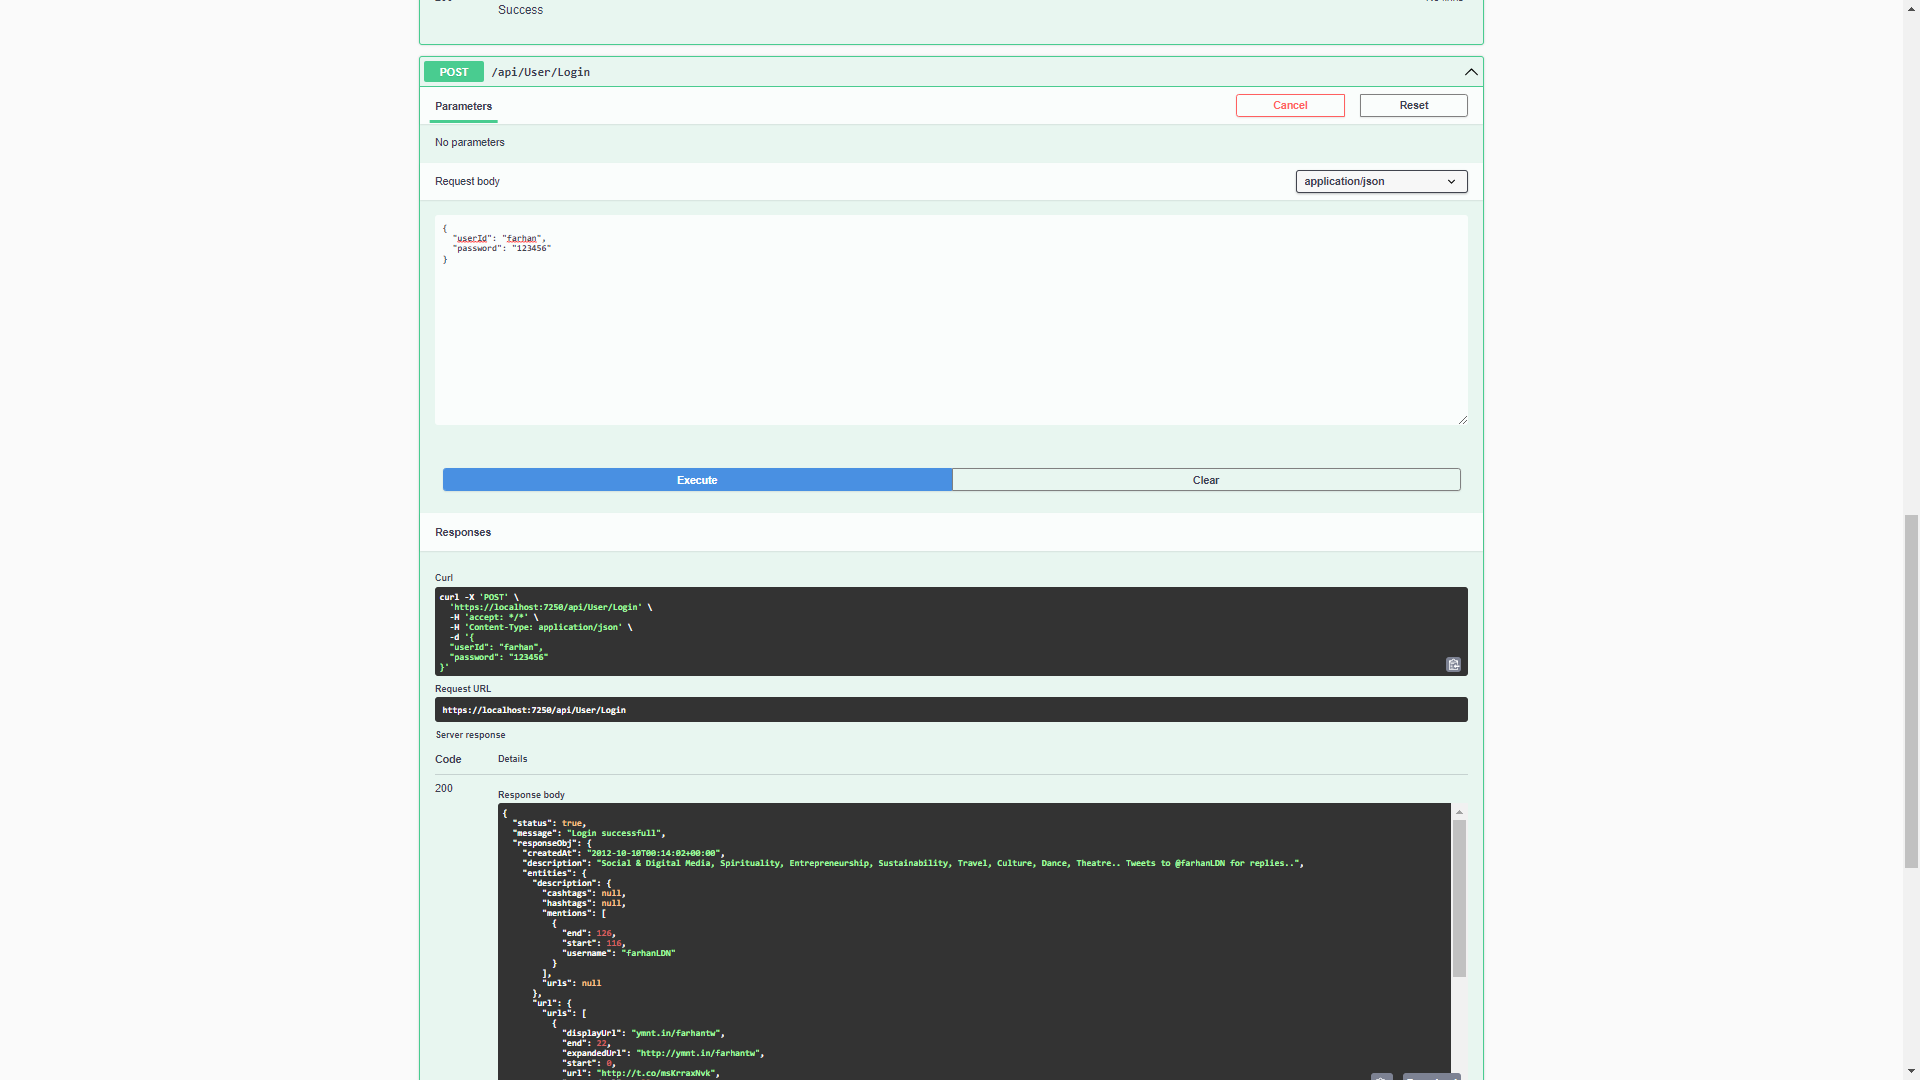 Success
POST /api/User/Login
Parameters
Cancel
Reset
No parameters
Request body
application/json
{
"userId": "farhan",
"password": "123456"
}
Execute
Clear
Responses
Curl
curl -X 'POST' \
'https://localhost:7250/api/User/Login' \
-H 'accept: */*' \
-H 'Content-Type: application/json' \
-d '{
"userId": "farhan",
"password": "123456"
}'
Request URL
https://localhost:7250/api/User/Login
Server response
Code Details
200
Response body
{
"status": true,
"message": "Login successfull",
"responseObj": {
"createdAt": "2012-10-10T00:14:02+00:00",
"description": "Social & Digital Media, Spirituality, Entrepreneurship, Sustainability, Travel, Culture, Dance, Theatre.. Tweets to @farhanLDN for replies..",
"entities": {
"description": {
"cashtags": null,
"hashtags": null,
"mentions": [
{
"end": 126,
"start": 116,
"username": "farhanLDN"
}
],
"urls": null
},
"url": {
"urls": [
{
"displayUrl": "ymnt.in/farhantw",
"end": 22,
"expandedUrl": "http://ymnt.in/farhantw",
"start": 0,
"url": "http://t.co/msKrraxNvk",